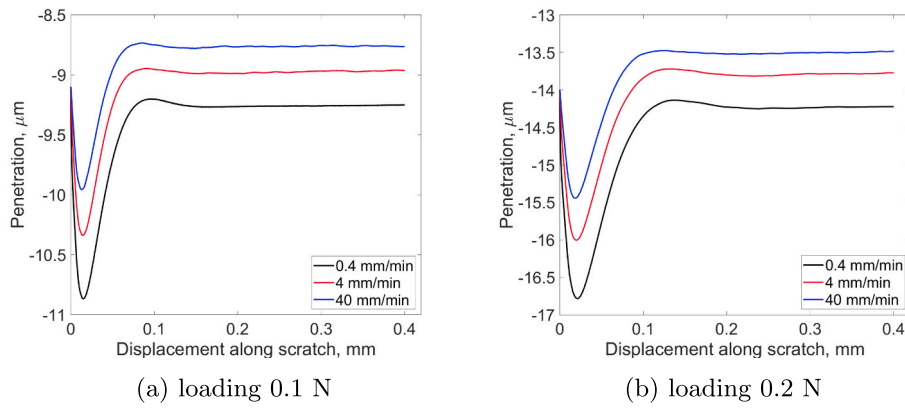 -8.5
-9
-9.5
-10
-10.5
-11
Penetration, μm
0 0.1 0.2 0.3 0.4
Displacement along scratch, mm
0.4 mm/min
4 mm/min
40 mm/min
(a) loading 0.1 N
-13
-13.5
-14
-14.5
-15
-15.5
-16
-16.5
-17
Penetration, μm
0 0.1 0.2 0.3 0.4
Displacement along scratch, mm
0.4 mm/min
4 mm/min
40 mm/min
(b) loading 0.2 N